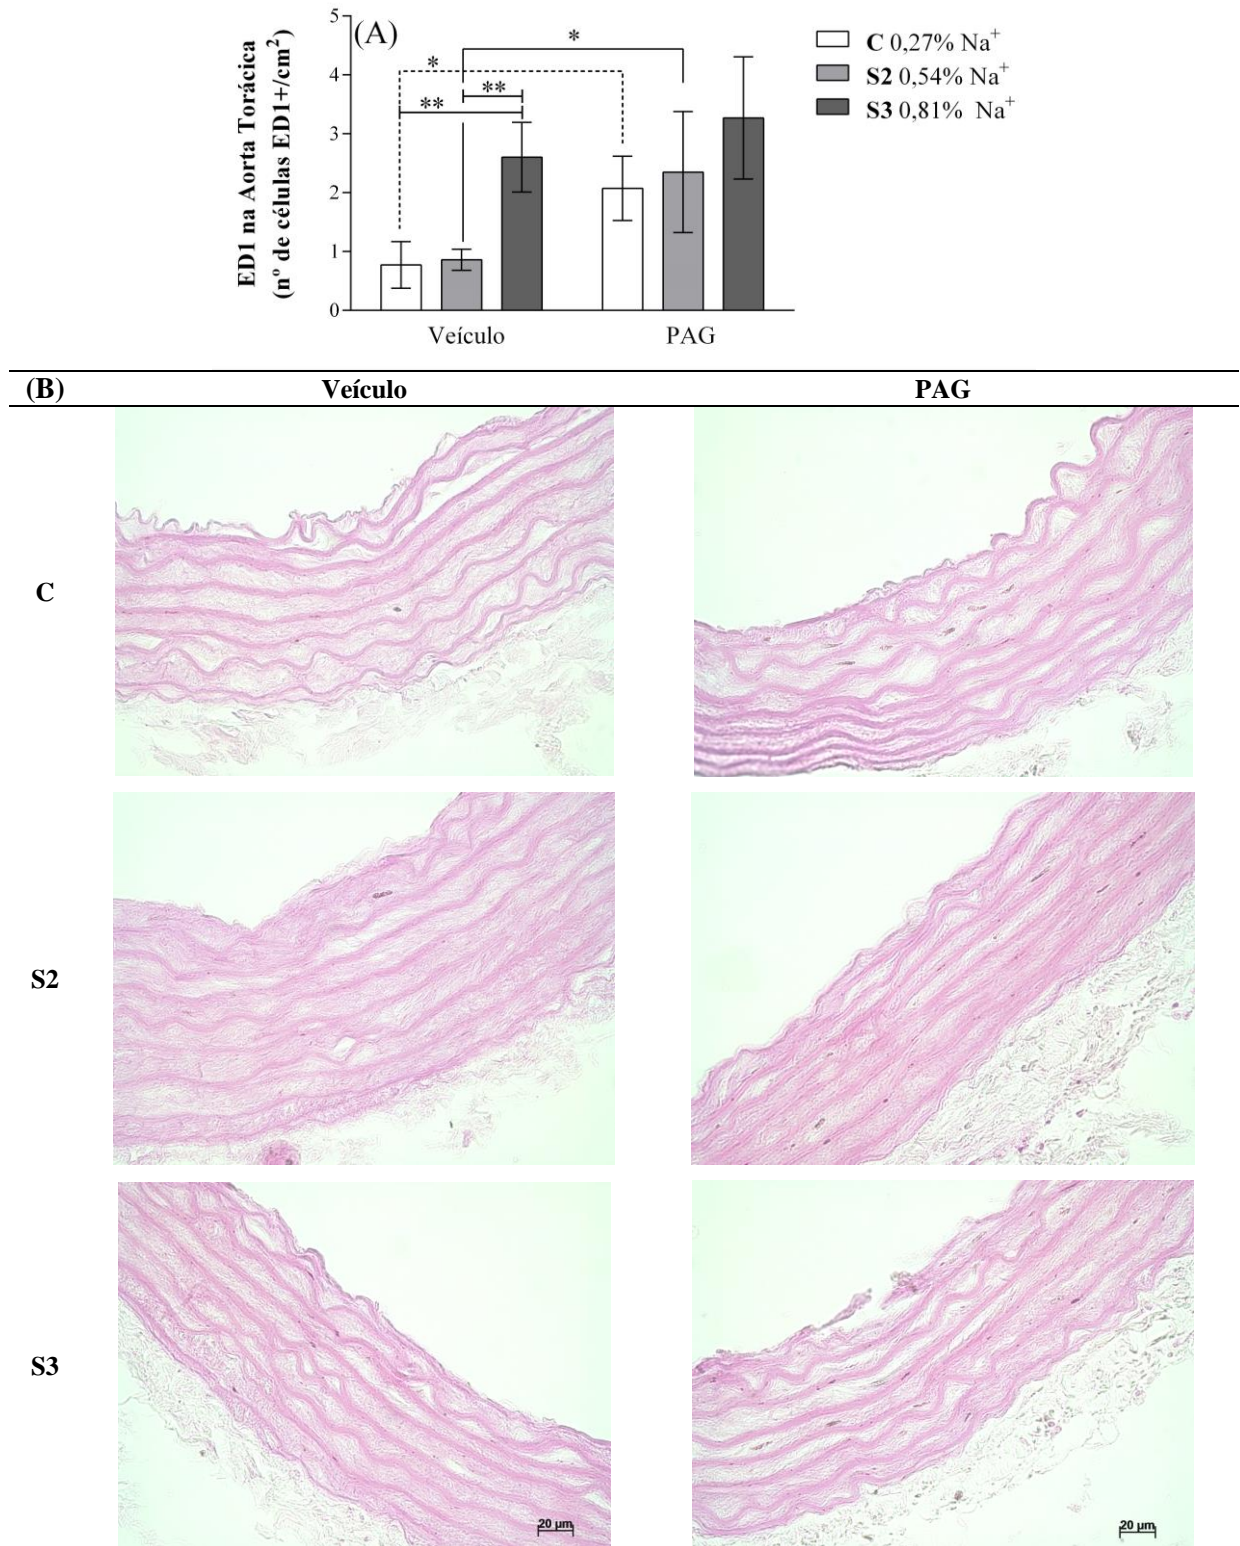 5
(A)
C 0,27% Na+
S2 0,54% Na+
S3 0,81% Na+
*
*
4
**
**
3
2
1
0
ED1 na Aorta Torácica
(nº de células ED1+/cm2)
Veículo
PAG
(B)
Veículo
PAG
C
S2
S3
20 µm
20 µm